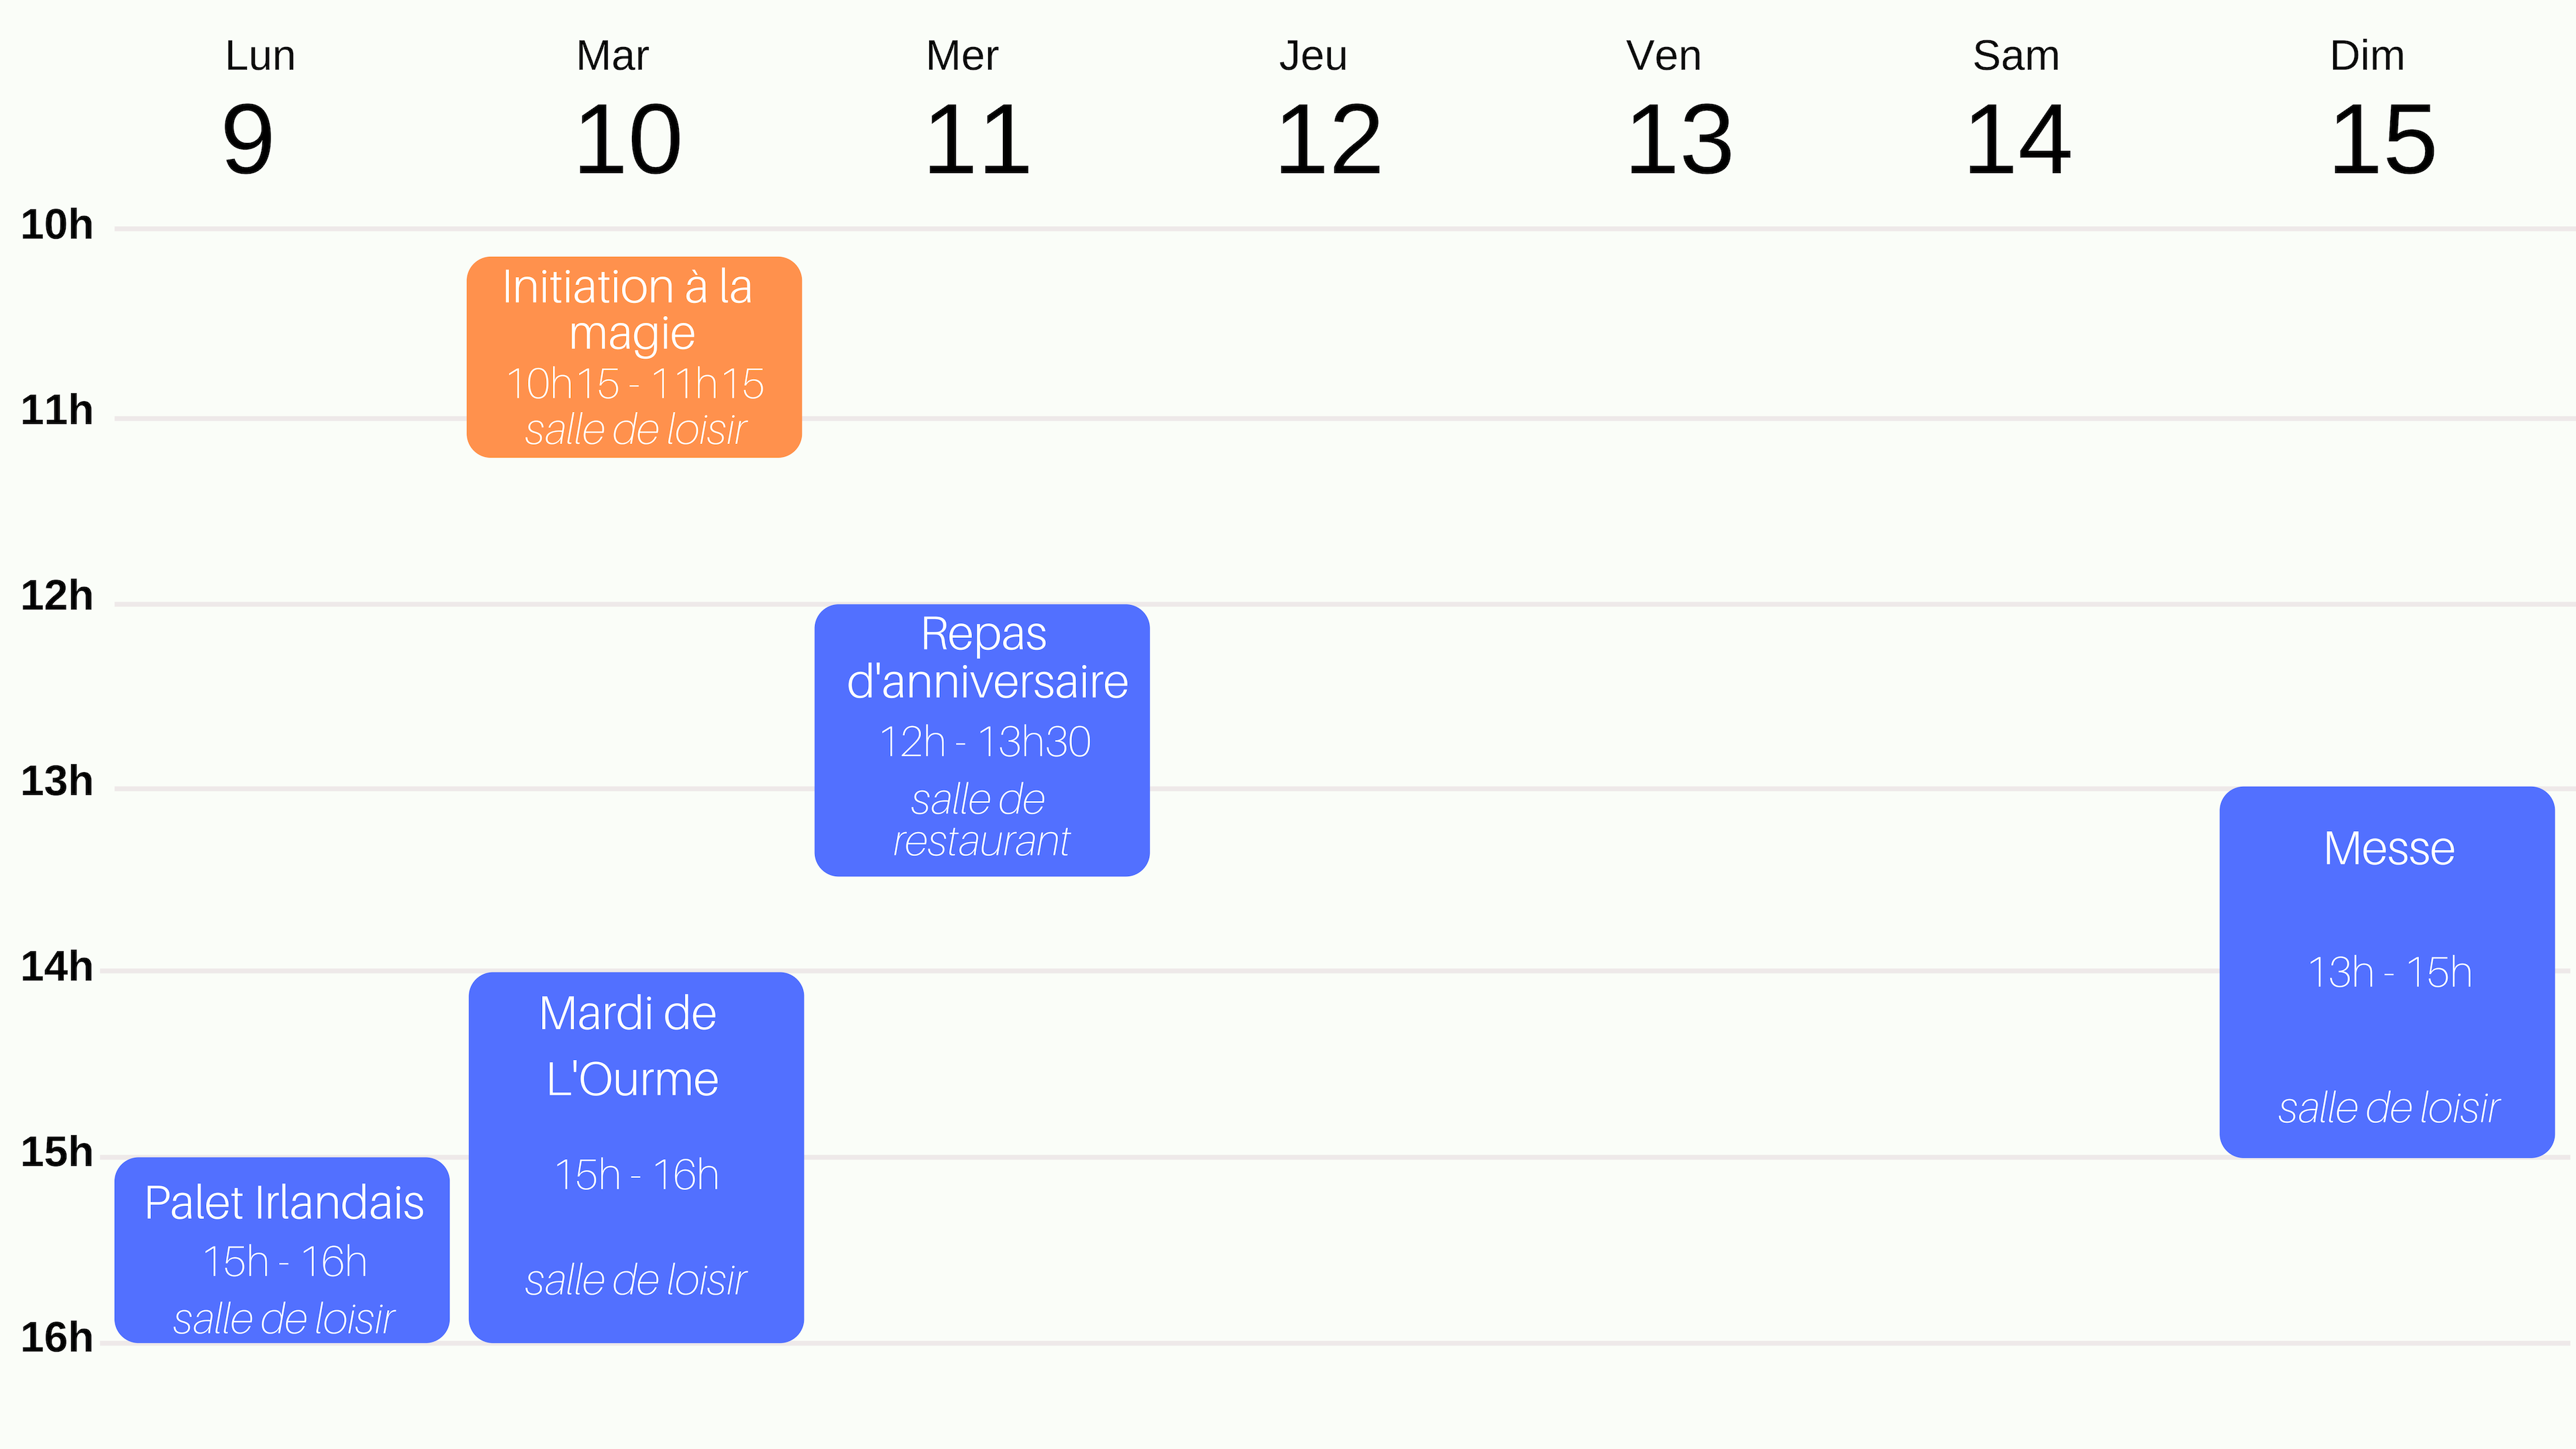 Lun Mar Mer Jeu Ven Sam Dim
9 10 11 12 13 14 15
10h
Initiation à la
magie
10h15 - 11h15
salle de loisir
11h
12h
Repas
d'anniversaire
12h - 13h30
salle de
restaurant
13h
Messe
13h - 15h
salle de loisir
14h
Mardi de
L'Ourme
15h - 16h
salle de loisir
15h
Palet Irlandais
15h - 16h
salle de loisir
16h